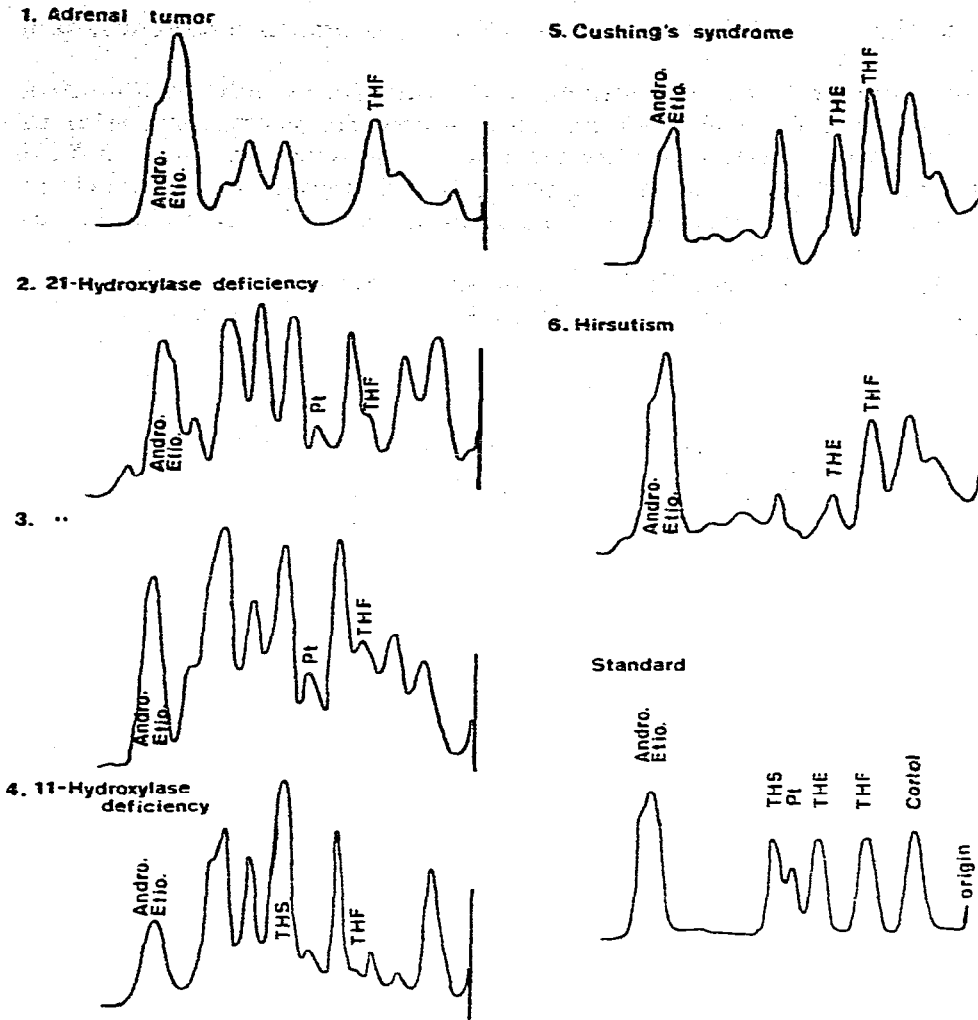 1. Adrenal tumor
Andro.
Etio.
THF
2. 21-Hydroxylase deficiency
Andro.
Etio.
Pt
THF
3. ··
Andro.
Etio.
Pt
THF
4. 11-Hydroxylase
deficiency
Andro.
Etio.
THS
THF
5. Cushing's syndrome
Andro.
Etio.
THE
THF
6. Hirsutism
Andro.
Etio.
THE
THF
Standard
Andro.
Etio.
THS
Pt
THE
THF
Cortol
origin